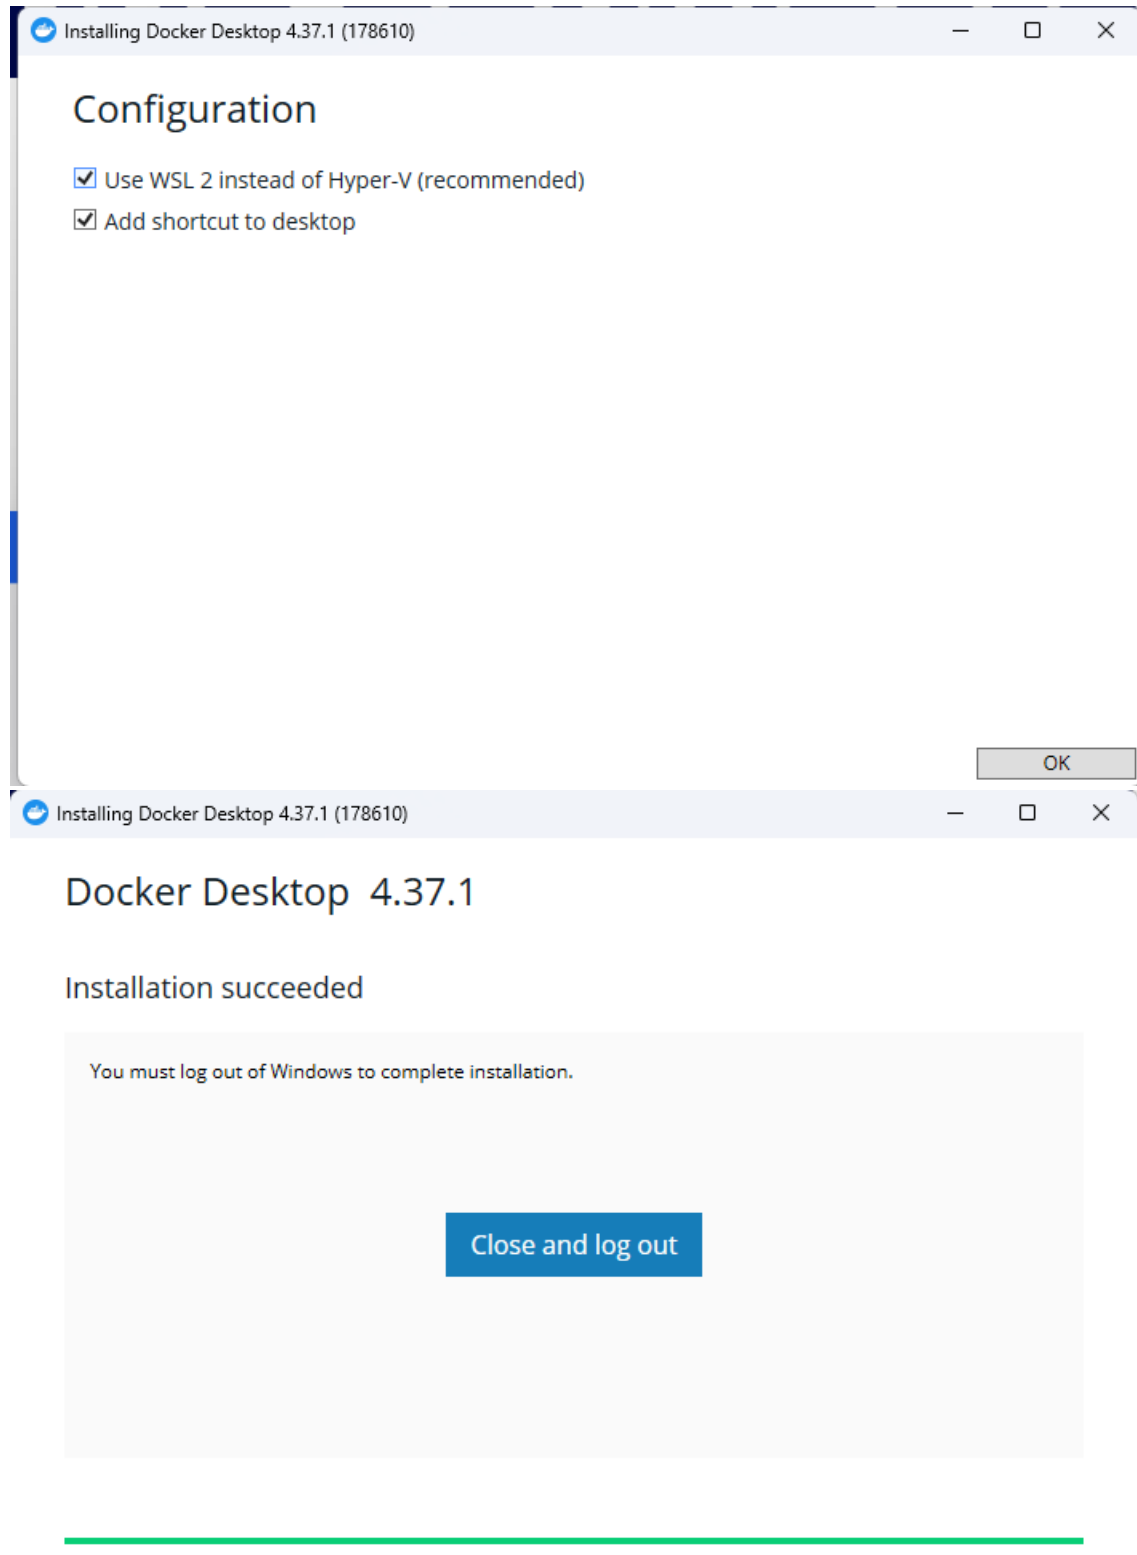 Installing Docker Desktop 4.37.1 (178610)
Configuration
Use WSL 2 instead of Hyper-V (recommended)
Add shortcut to desktop
OK
Installing Docker Desktop 4.37.1 (178610)
Docker Desktop 4.37.1
Installation succeeded
You must log out of Windows to complete installation.
Close and log out